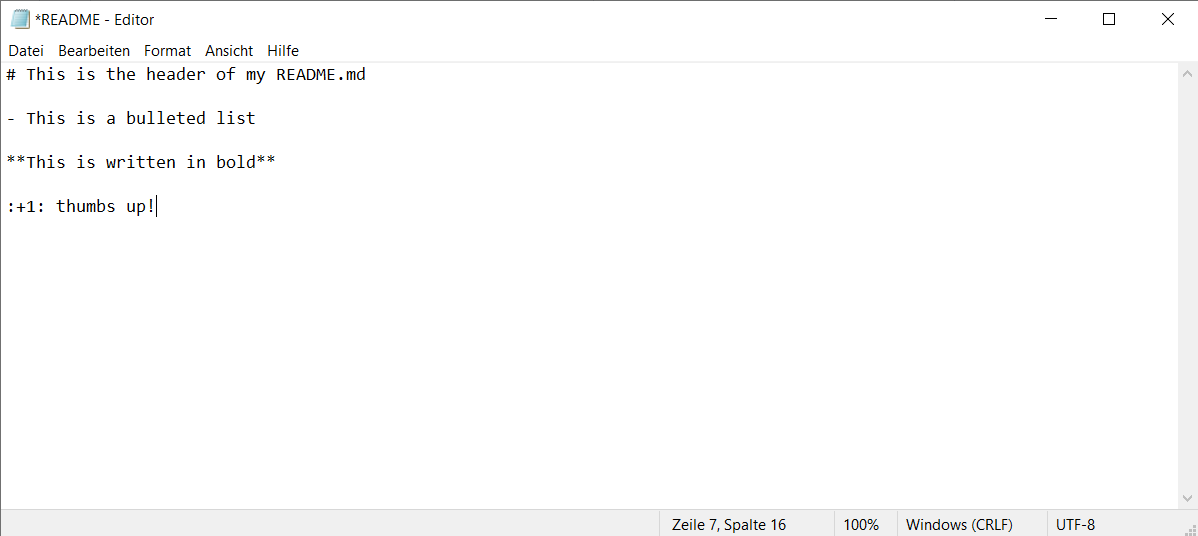 *README - Editor
Datei Bearbeiten Format Ansicht Hilfe
# This is the header of my README.md
- This is a bulleted list
**This is written in bold**
:+1: thumbs up!
Zeile 7, Spalte 16 100% Windows (CRLF) UTF-8